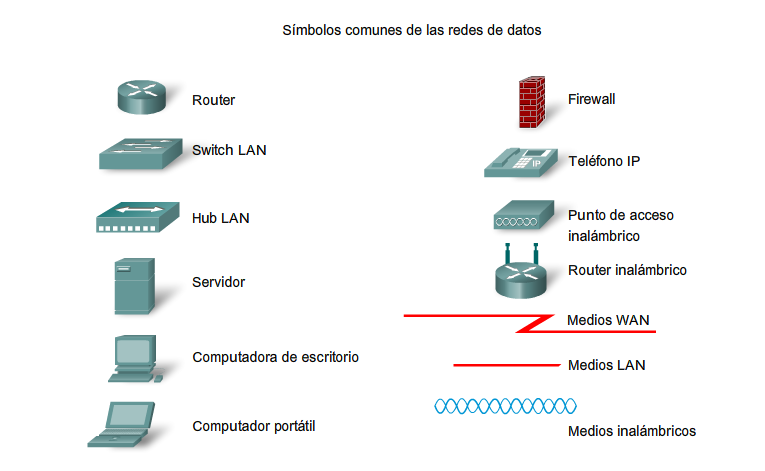 Símbolos comunes de las redes de datos
Router
Switch LAN
Hub LAN
Servidor
Computadora de escritorio
Computador portátil
Firewall
IP
Teléfono IP
Punto de acceso
inalámbrico
Router inalámbrico
Medios WAN
Medios LAN
Medios inalámbricos